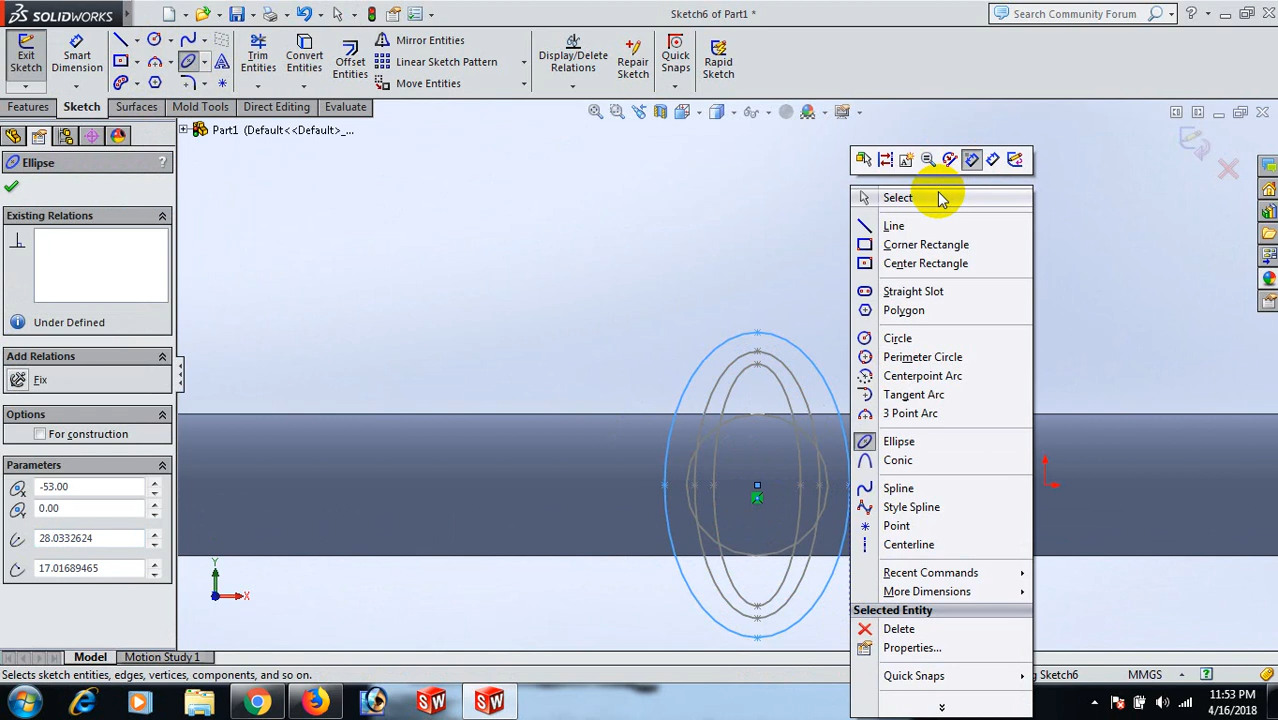 SOLIDWORKS
Sketch6 of Part1 *
Search Community Forum
Exit Sketch
Smart Dimension
Trim Entities
Convert Entities
Offset Entities
Mirror Entities
Linear Sketch Pattern
Move Entities
Display/Delete Relations
Repair Sketch
Quick Snaps
Rapid Sketch
Features
Sketch
Surfaces
Mold Tools
Direct Editing
Evaluate
Part1 (Default<<Default>_...
Ellipse
?
Existing Relations
Under Defined
Add Relations
Fix
Options
For construction
Parameters
-53.00
0.00
28.0332624
17.01689465
Select
Line
Corner Rectangle
Center Rectangle
Straight Slot
Polygon
Circle
Perimeter Circle
Centerpoint Arc
Tangent Arc
3 Point Arc
Ellipse
Conic
Spline
Style Spline
Point
Centerline
Recent Commands
More Dimensions
Selected Entity
Delete
Properties...
Quick Snaps
Y
X
Model
Motion Study 1
Selects sketch entities, edges, vertices, components, and so on.
ng Sketch6
MMGS
SW
SW
11:53 PM
4/16/2018